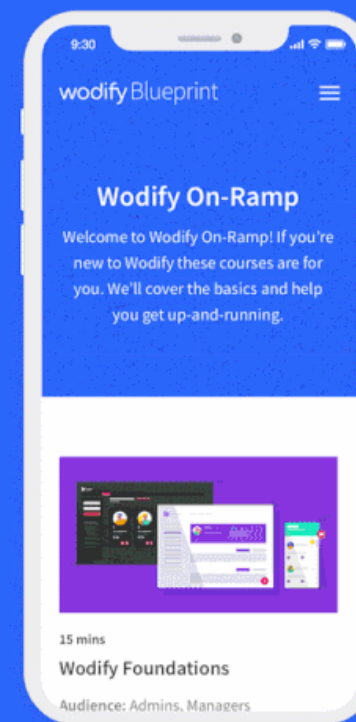 9:30
wodify Blueprint
Wodify On-Ramp
Welcome to Wodify On-Ramp! If you're
new to Wodify these courses are for
you. We'll cover the basics and help
you get up-and-running.
15 mins
Wodify Foundations
Audience: Admins, Managers